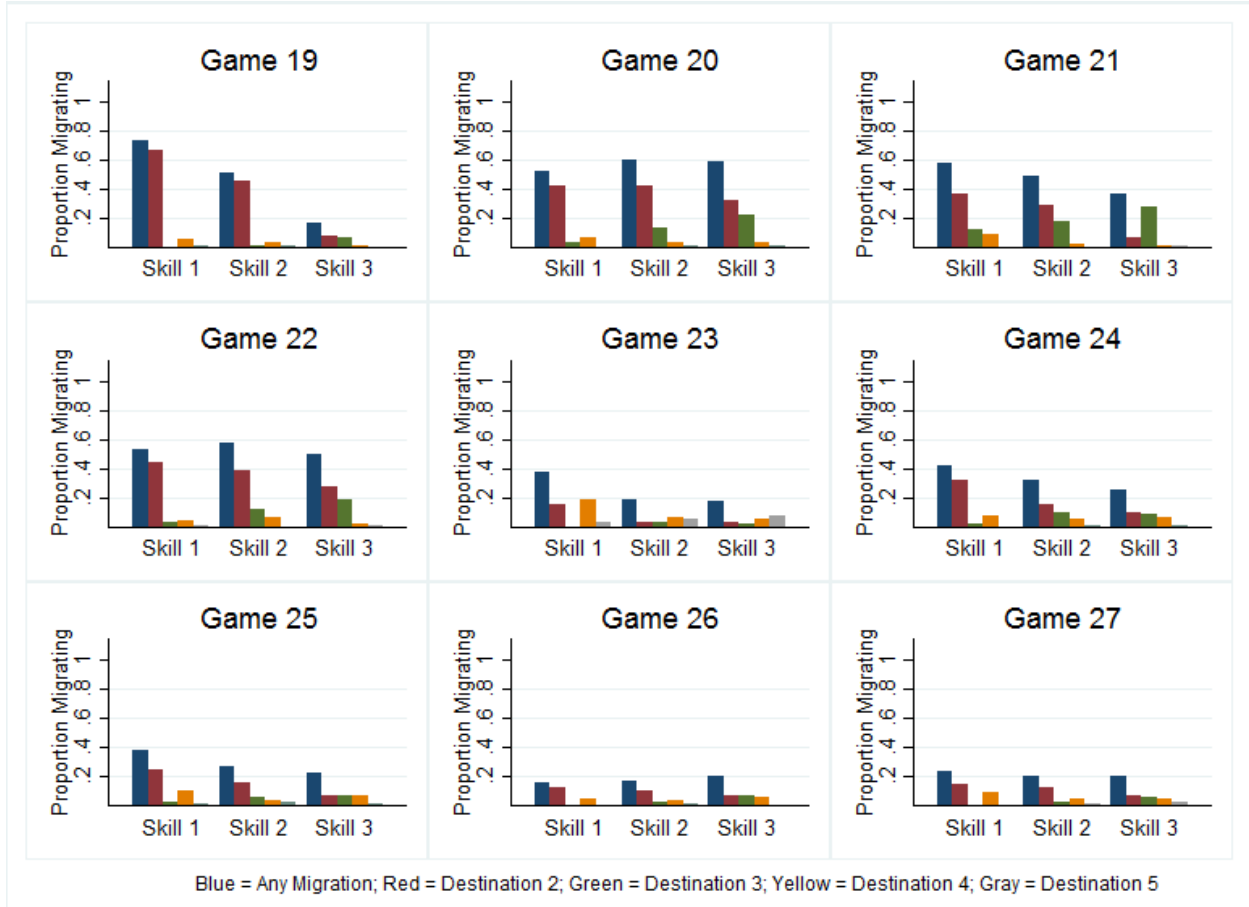 Game 19
Game 20
Game 21
Proportion Migrating
.2 .4 .6 .8 1
Skill 1 Skill 2 Skill 3
Proportion Migrating
.2 .4 .6 .8 1
Skill 1 Skill 2 Skill 3
Proportion Migrating
.2 .4 .6 .8 1
Skill 1 Skill 2 Skill 3
Game 22
Game 23
Game 24
Proportion Migrating
.2 .4 .6 .8 1
Skill 1 Skill 2 Skill 3
Proportion Migrating
.2 .4 .6 .8 1
Skill 1 Skill 2 Skill 3
Proportion Migrating
.2 .4 .6 .8 1
Skill 1 Skill 2 Skill 3
Game 25
Game 26
Game 27
Proportion Migrating
.2 .4 .6 .8 1
Skill 1 Skill 2 Skill 3
Proportion Migrating
.2 .4 .6 .8 1
Skill 1 Skill 2 Skill 3
Proportion Migrating
.2 .4 .6 .8 1
Skill 1 Skill 2 Skill 3
Blue = Any Migration; Red = Destination 2; Green = Destination 3; Yellow = Destination 4; Gray = Destination 5